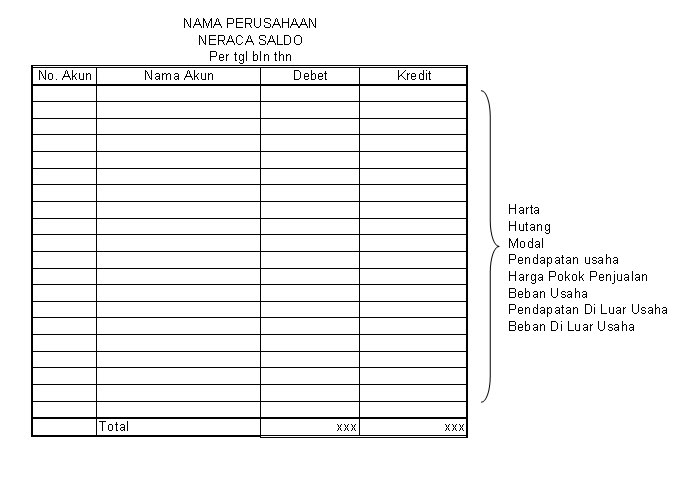 NAMA PERUSAHAAN
NERACA SALDO
Per tgl bln thn
No. Akun Nama Akun Debet Kredit
Harta
Hutang
Modal
Pendapatan usaha
Harga Pokok Penjualan
Beban Usaha
Pendapatan Di Luar Usaha
Beban Di Luar Usaha
Total xxx xxx